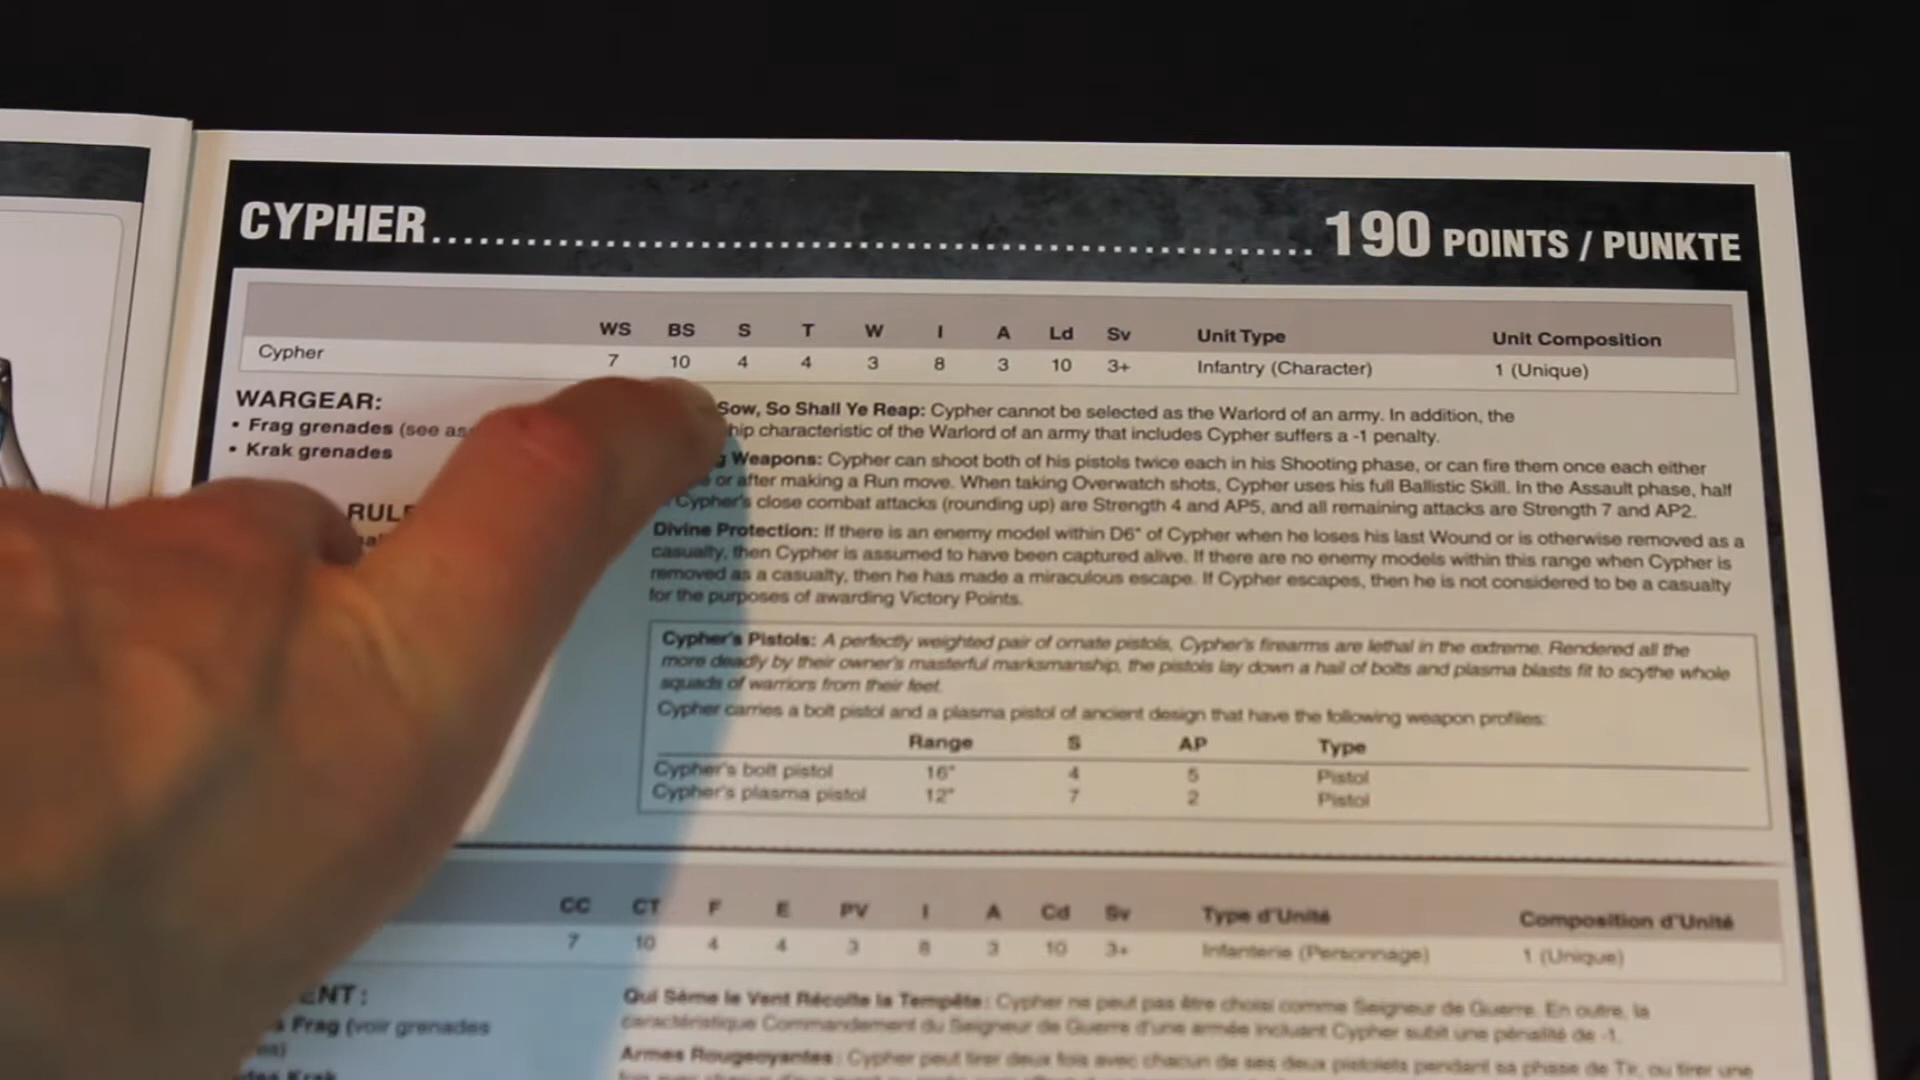 CYPHER........................................................ 190 POINTS / PUNKTE
WS BS S T W I A Ld Sv Unit Type Unit Composition
Cypher 7 10 4 4 3 8 3 10 3+ Infantry (Character) 1 (Unique)
WARGEAR:
• Frag grenades (see as
• Krak grenades
RULE
Sow, So Shall Ye Reap: Cypher cannot be selected as the Warlord of an army. In addition, the
hip characteristic of the Warlord of an army that includes Cypher suffers a -1 penalty.
g Weapons: Cypher can shoot both of his pistols twice each in his Shooting phase, or can fire them once each either
or after making a Run move. When taking Overwatch shots, Cypher uses his full Ballistic Skill. In the Assault phase, half
Cypher's close combat attacks (rounding up) are Strength 4 and AP5, and all remaining attacks are Strength 7 and AP2.
Divine Protection: If there is an enemy model within D6" of Cypher when he loses his last Wound or is otherwise removed as a
casualty, then Cypher is assumed to have been captured alive. If there are no enemy models within this range when Cypher is
removed as a casualty, then he has made a miraculous escape. If Cypher escapes, then he is not considered to be a casualty
for the purposes of awarding Victory Points.
Cypher's Pistols: A perfectly weighted pair of ornate pistols, Cypher's firearms are lethal in the extreme. Rendered all the
more deadly by their owner's masterful marksmanship, the pistols lay down a hail of bolts and plasma blasts fit to scythe whole
squads of warriors from their feet.
Cypher carries a bolt pistol and a plasma pistol of ancient design that have the following weapon profiles:
Range S AP Type
Cypher's bolt pistol 16" 4 5 Pistol
Cypher's plasma pistol 12" 7 2 Pistol
CC CT F E PV I A Cd Sv Type d'Unité Composition d'Unité
7 10 4 4 3 8 3 10 3+ Infanterie (Personnage) 1 (Unique)
ENT:
s Frag (voir grenades
es)
des Krak
Qui Sème le Vent Récolte la Tempête : Cypher ne peut pas être choisi comme Seigneur de Guerre. En outre, la
caractéristique Commandement du Seigneur de Guerre d'une armée incluant Cypher subit une pénalité de -1.
Armes Rougeoyantes : Cypher peut tirer deux fois avec chacun de ses deux pistolets pendant sa phase de Tir, ou tirer une